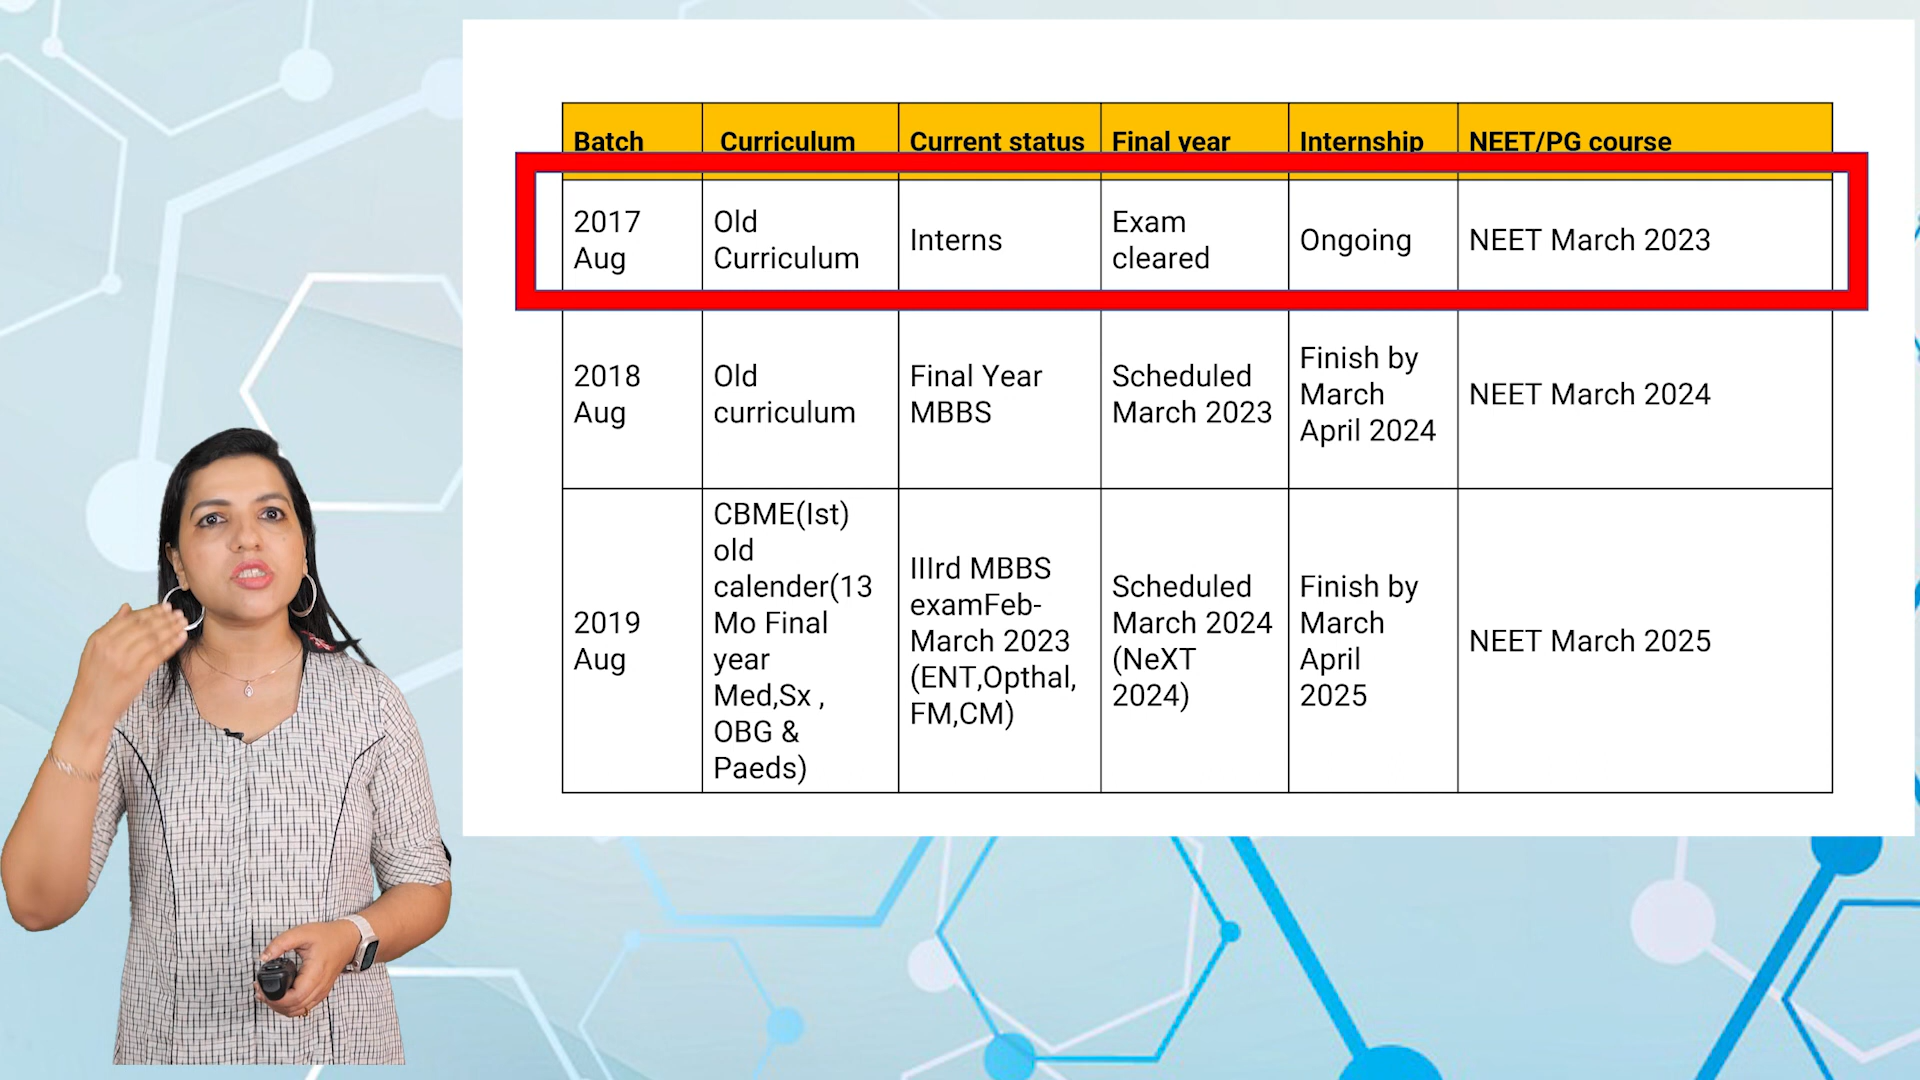 Batch Curriculum Current status Final year Internship NEET/PG course
2017
Aug
Old
Curriculum
Interns
Exam
cleared
Ongoing
NEET March 2023
2018
Aug
Old
curriculum
Final Year
MBBS
Scheduled
March 2023
Finish by
March
April 2024
NEET March 2024
2019
Aug
CBME(Ist)
old
calender(13
Mo Final
year
Med,Sx ,
OBG &
Paeds)
IIIrd MBBS
examFeb-
March 2023
(ENT,Opthal,
FM,CM)
Scheduled
March 2024
(NeXT
2024)
Finish by
March
April
2025
NEET March 2025